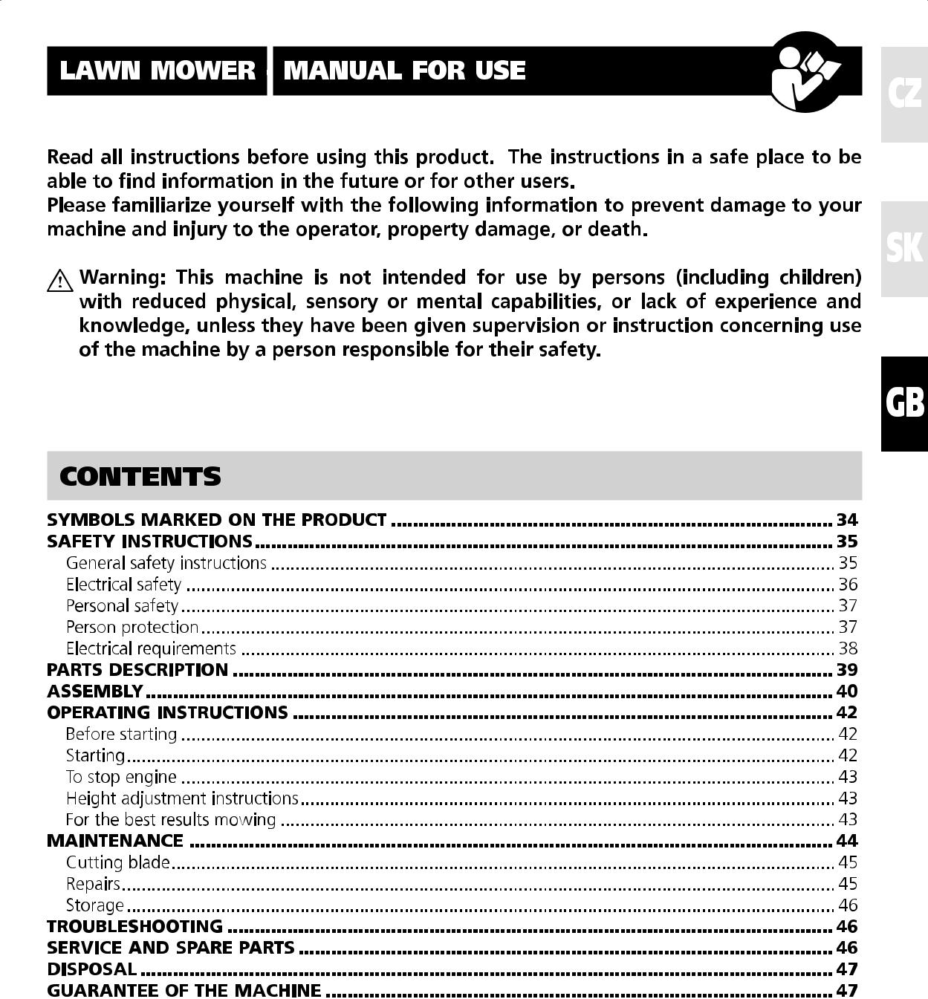 LAWN MOWER - MANUAL FOR USE
CZ
Read all instructions before using this product. The instructions in a safe place to be
able to find information in the future or for other users.
Please familiarize yourself with the following information to prevent damage to your
machine and injury to the operator, property damage, or death.
SK
Warning: This machine is not intended for use by persons (including children)
with reduced physical, sensory or mental capabilities, or lack of experience and
knowledge, unless they have been given supervision or instruction concerning use
of the machine by a person responsible for their safety.
GB
CONTENTS
SYMBOLS MARKED ON THE PRODUCT ........ 34
SAFETY INSTRUCTIONS ........ 35
General safety instructions ........ 35
Electrical safety ........ 36
Personal safety ........ 37
Person protection ........ 37
Electrical requirements ........ 38
PARTS DESCRIPTION ........ 39
ASSEMBLY ........ 40
OPERATING INSTRUCTIONS ........ 42
Before starting ........ 42
Starting ........ 42
To stop engine ........ 43
Height adjustment instructions ........ 43
For the best results mowing ........ 43
MAINTENANCE ........ 44
Cutting blade ........ 45
Repairs ........ 45
Storage ........ 46
TROUBLESHOOTING ........ 46
SERVICE AND SPARE PARTS ........ 46
DISPOSAL ........ 47
GUARANTEE OF THE MACHINE ........ 47